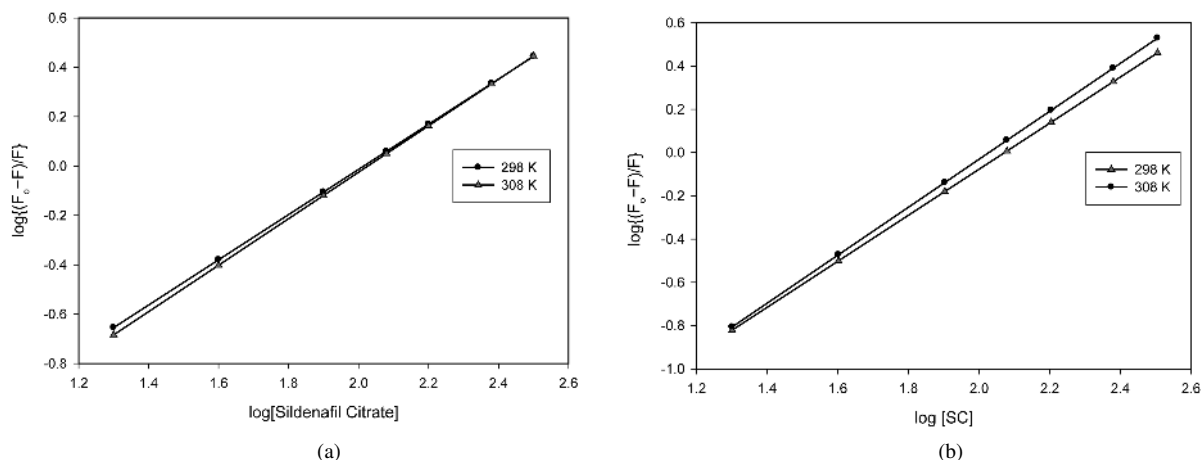 0.6
0.4
0.2
0.0
-0.2
-0.4
-0.6
-0.8
log{(F₀−F)/F}
298 K
308 K
1.2 1.4 1.6 1.8 2.0 2.2 2.4 2.6
log[Sildenafil Citrate]
(a)
0.6
0.4
0.2
0.0
-0.2
-0.4
-0.6
-0.8
-1.0
log{(F₀−F)/F}
298 K
308 K
1.2 1.4 1.6 1.8 2.0 2.2 2.4 2.6
log [SC]
(b)